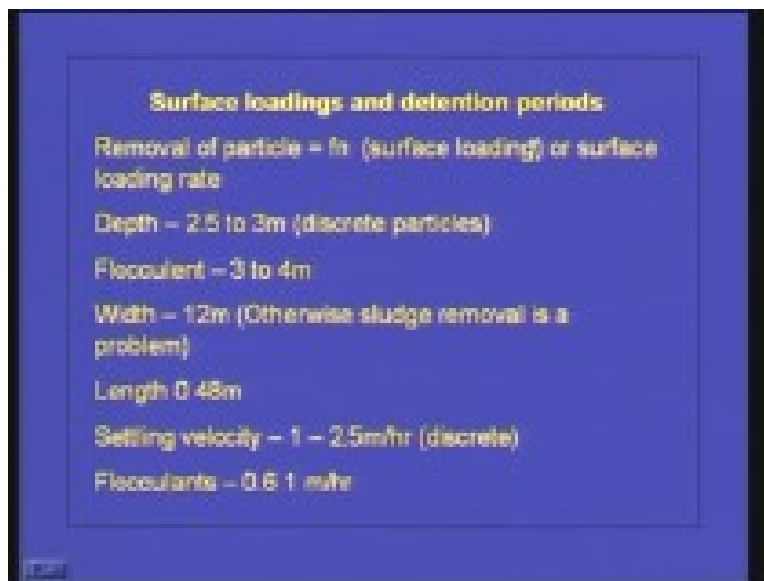 Surface loadings and detention periods
Removal of particle = fn (surface loading) or surface
loading rate
Depth – 2.5 to 3m (discrete particles)
Flocculent – 3 to 4m
Width – 12m (Otherwise sludge removal is a
problem)
Length 0 48m
Settling velocity – 1 – 2.5m/hr (discrete)
Flocculants – 0.6 1 m/hr